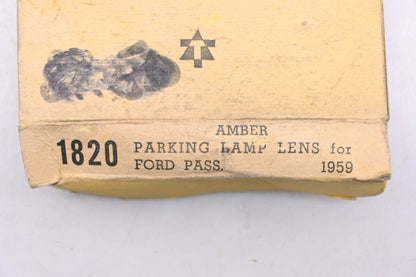 AMBER
1820 PARKING LAMP LENS for
FORD PASS. 1959